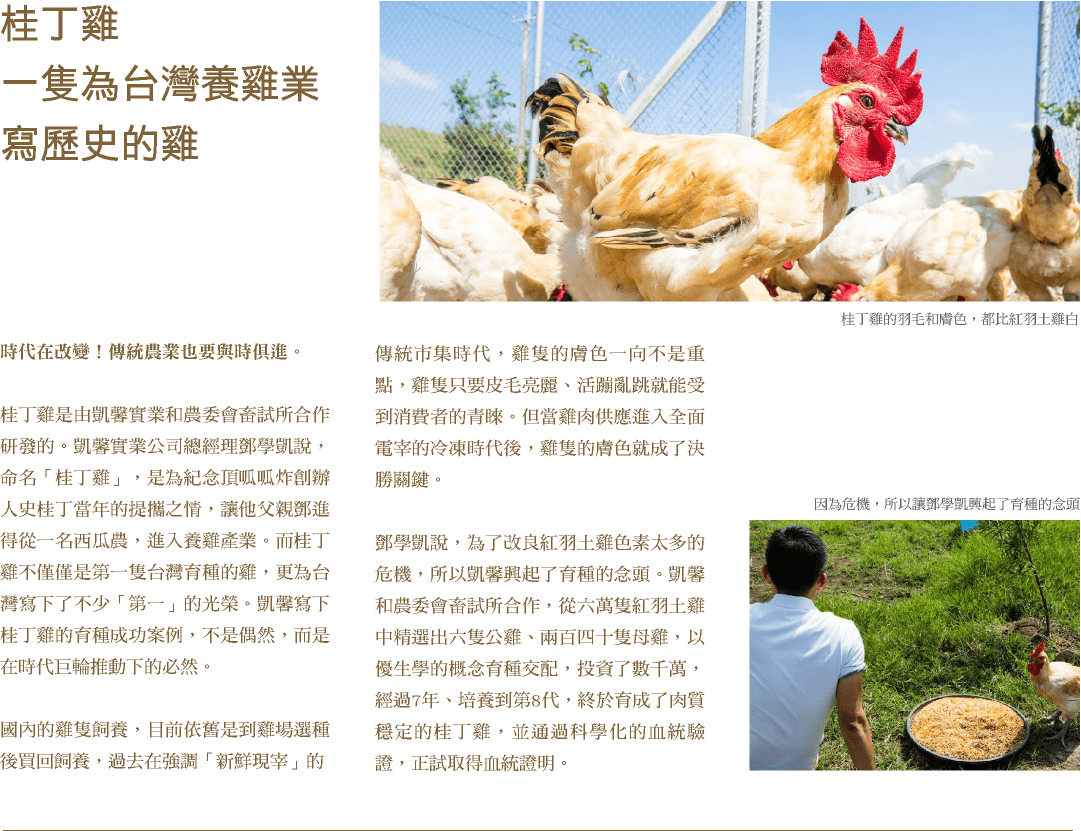 桂丁雞
一隻為台灣養雞業
寫歷史的雞
桂丁雞的羽毛和膚色，都比紅羽土雞白
時代在改變！傳統農業也要與時俱進。
桂丁雞是由凱馨實業和農委會畜試所合作
研發的。凱馨實業公司總經理鄧學凱說，
命名「桂丁雞」，是為紀念頂呱呱炸創辦
人史桂丁當年的提攜之情，讓他父親鄧進
得從一名西瓜農，進入養雞產業。而桂丁
雞不僅僅是第一隻台灣育種的雞，更為台
灣寫下了不少「第一」的光榮。凱馨寫下
桂丁雞的育種成功案例，不是偶然，而是
在時代巨輪推動下的必然。
國內的雞隻飼養，目前依舊是到雞場選種
後買回飼養，過去在強調「新鮮現宰」的
傳統市集時代，雞隻的膚色一向不是重
點，雞隻只要皮毛亮麗、活蹦亂跳就能受
到消費者的青睞。但當雞肉供應進入全面
電宰的冷凍時代後，雞隻的膚色就成了決
勝關鍵。
鄧學凱說，為了改良紅羽土雞色素太多的
危機，所以凱馨興起了育種的念頭。凱馨
和農委會畜試所合作，從六萬隻紅羽土雞
中精選出六隻公雞、兩百四十隻母雞，以
優生學的概念育種交配，投資了數千萬，
經過7年、培養到第8代，終於育成了肉質
穩定的桂丁雞，並通過科學化的血統驗
證，正試取得血統證明。
因為危機，所以讓鄧學凱興起了育種的念頭